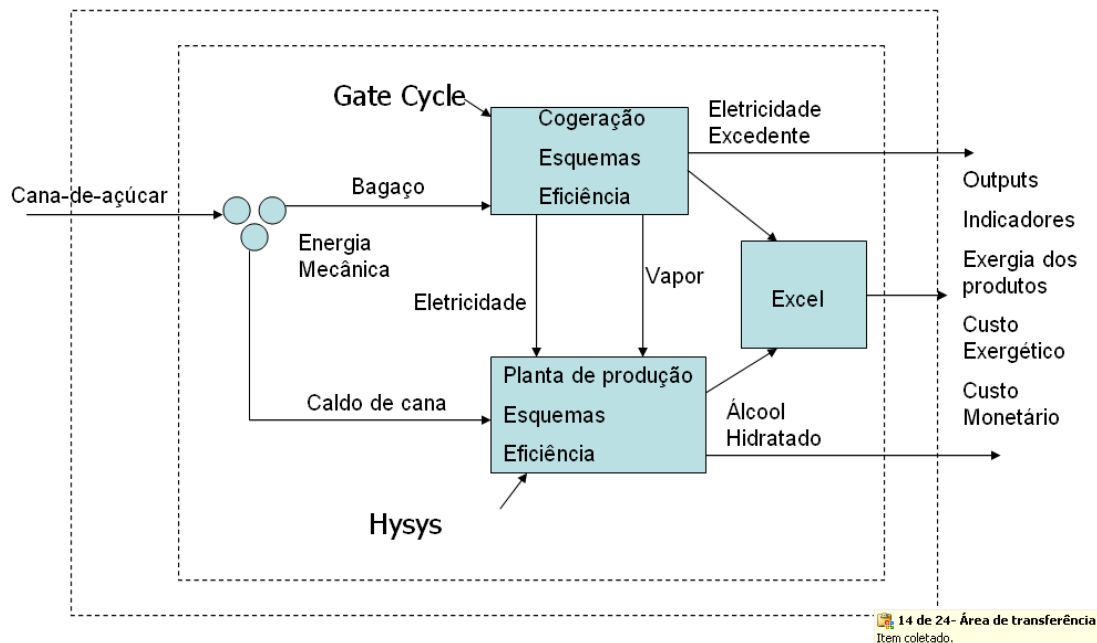 Gate Cycle
Cogeração
Esquemas
Eficiência
Eletricidade
Excedente
Cana-de-açúcar
Bagaço
Energia
Mecânica
Eletricidade
Vapor
Excel
Outputs
Indicadores
Exergia dos
produtos
Custo
Exergético
Custo
Monetário
Caldo de cana
Planta de produção
Esquemas
Eficiência
Álcool
Hidratado
Hysys
14 de 24- Área de transferência
Item coletado.